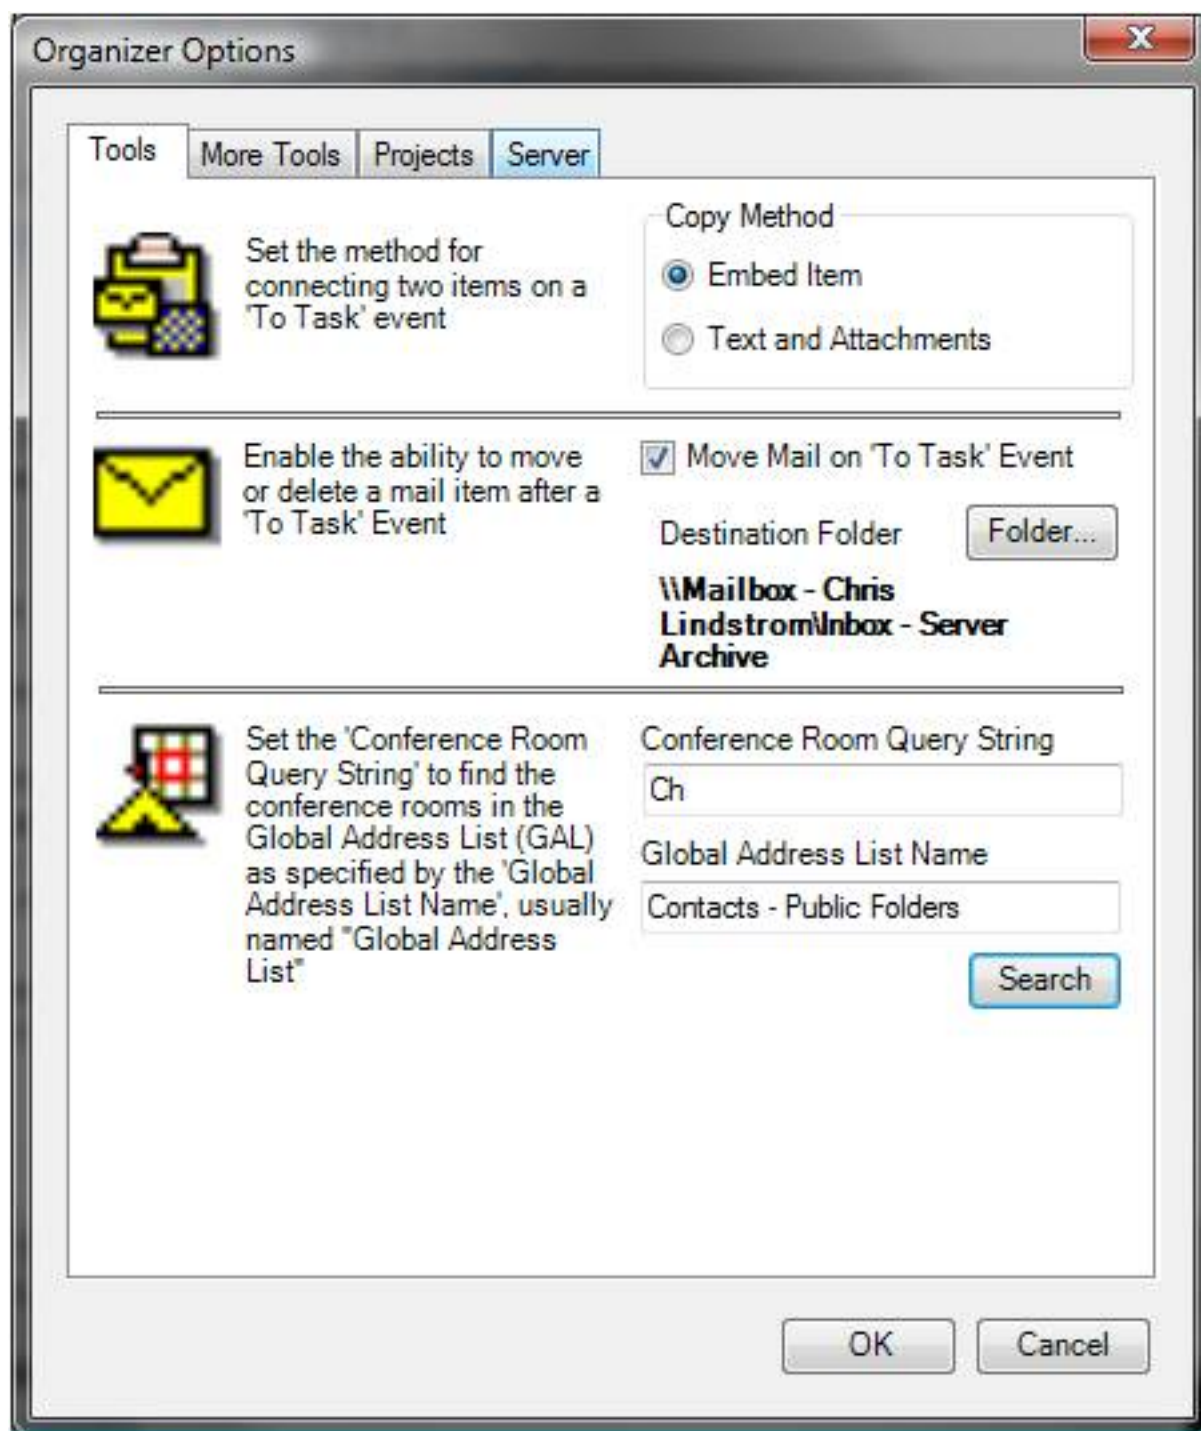 Organizer Options
Tools
More Tools
Projects
Server
Set the method for
connecting two items on a
'To Task' event
Copy Method
Embed Item
Text and Attachments
Enable the ability to move
or delete a mail item after a
'To Task' Event
Move Mail on 'To Task' Event
Destination Folder
Folder...
\\Mailbox - Chris
Lindstrom\Inbox - Server
Archive
Set the 'Conference Room
Query String' to find the
conference rooms in the
Global Address List (GAL)
as specified by the 'Global
Address List Name', usually
named "Global Address
List"
Conference Room Query String
Ch
Global Address List Name
Contacts - Public Folders
Search
OK
Cancel